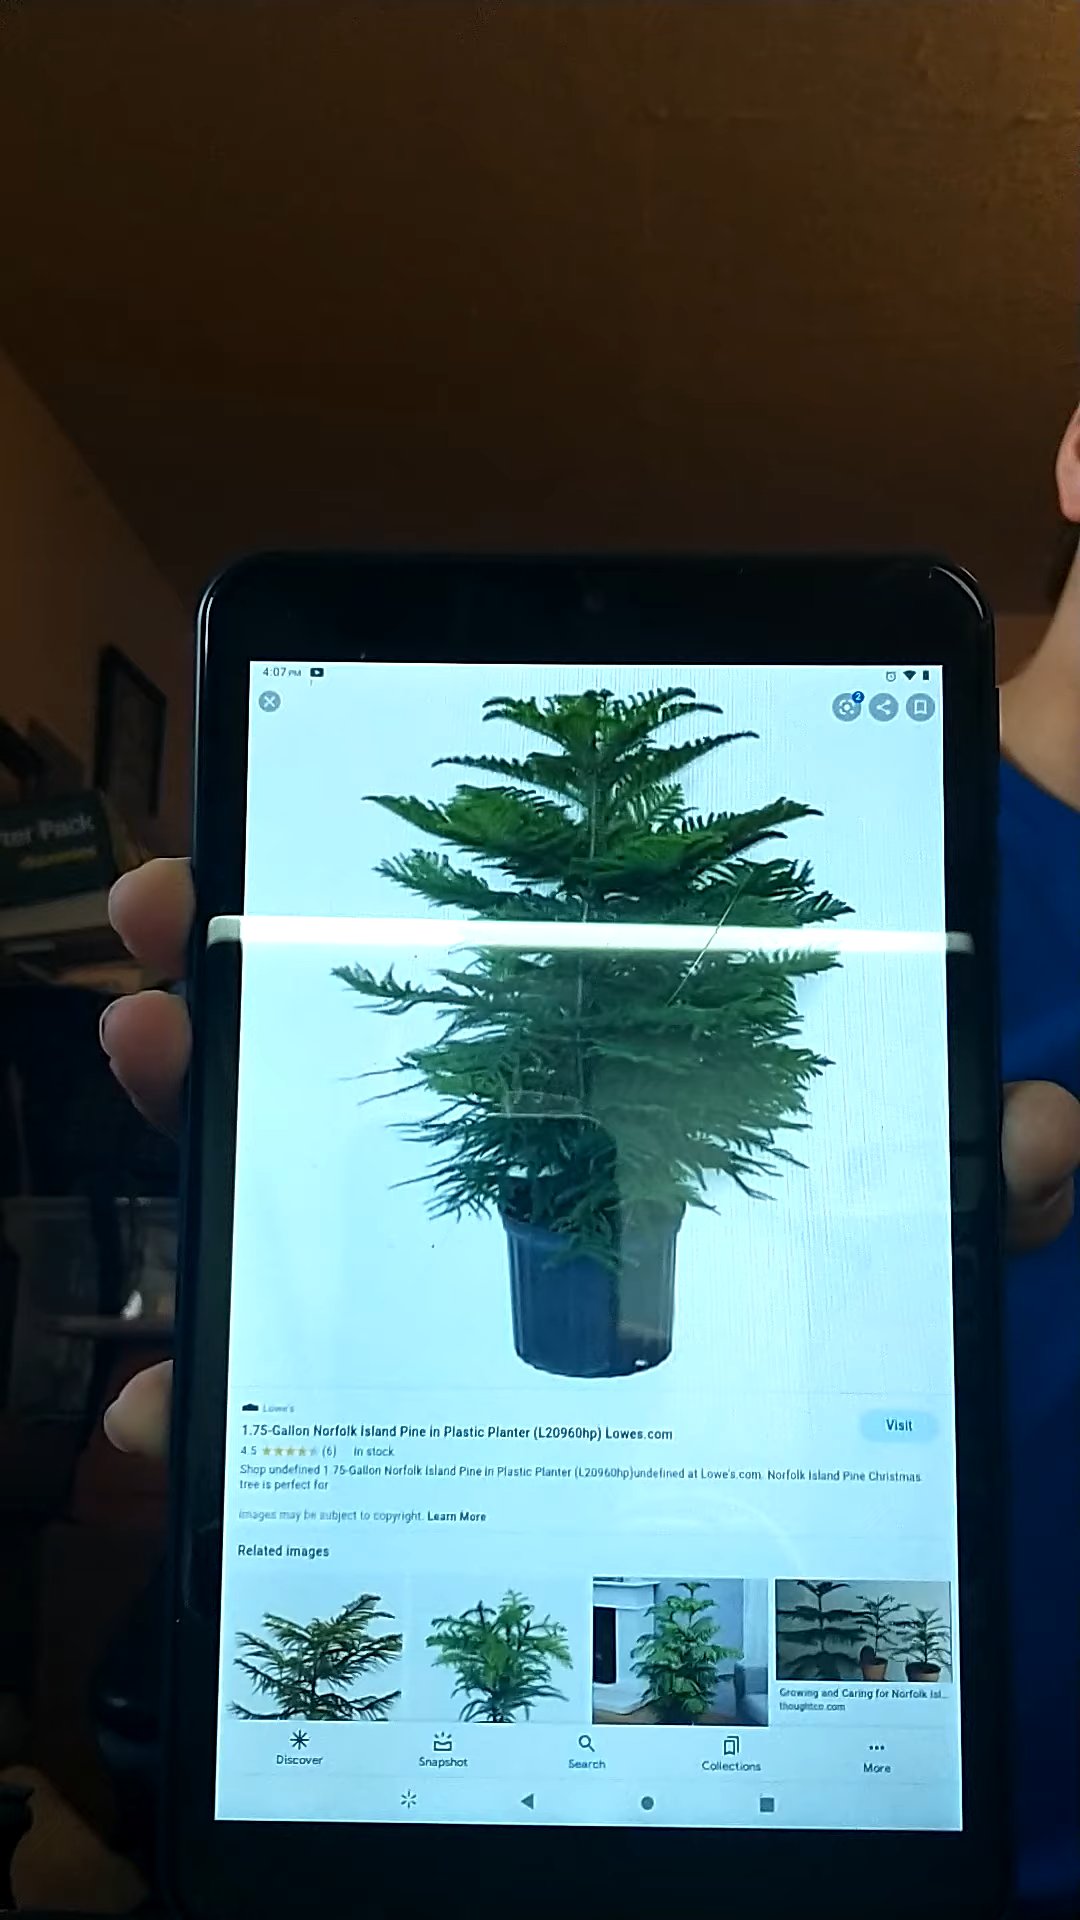 ter Pack
4:07 PM
2
Lowe's
1.75-Gallon Norfolk Island Pine in Plastic Planter (L20960hp) Lowes.com
Visit
4.5 (6) In stock
Shop undefined 1.75-Gallon Norfolk Island Pine in Plastic Planter (L20960hp)undefined at Lowe's.com. Norfolk Island Pine Christmas
tree is perfect for
Images may be subject to copyright. Learn More
Related images
Growing and Caring for Norfolk Isl...
thoughtco.com
Discover
Snapshot
Search
Collections
More